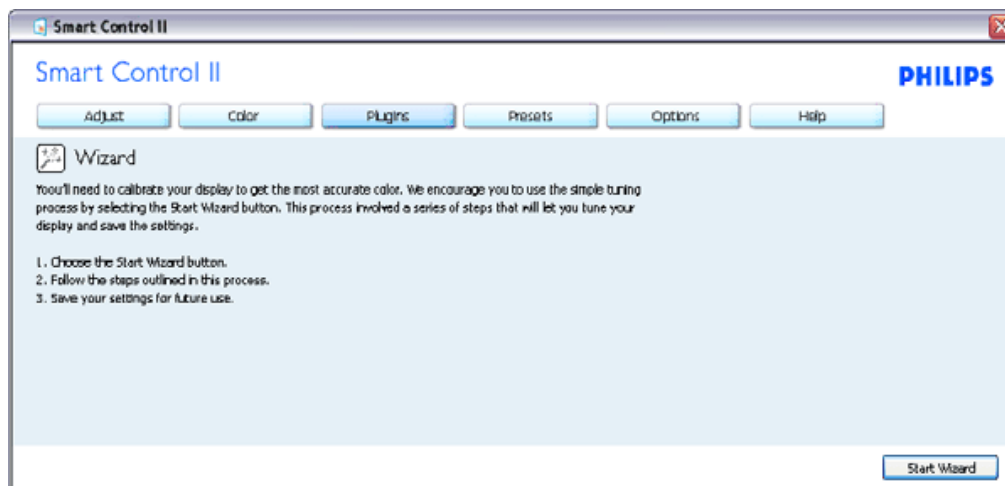 Smart Control II
Smart Control II
PHILIPS
Adjust Color Plugins Presets Options Help
Wizard
Yoou'll need to calibrate your display to get the most accurate color. We encourage you to use the simple tuning
process by selecting the Start Wizard button. This process involved a series of steps that will let you tune your
display and save the settings.
1. Choose the Start Wizard button.
2. Follow the steps outlined in this process.
3. Save your settings for future use.
Start Wizard